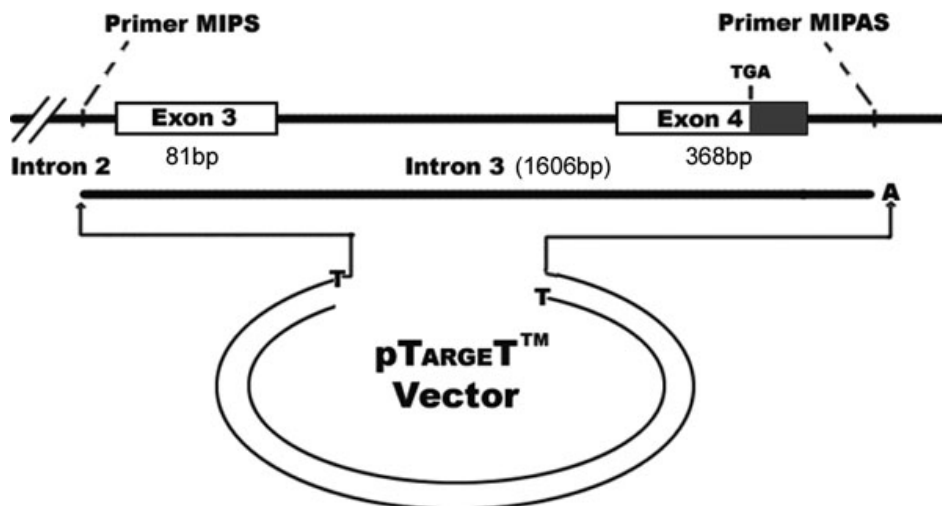 Primer MIPS
Primer MIPAS
TGA
Exon 3
Exon 4
81bp
368bp
Intron 2
Intron 3 (1606bp)
A
T
T
pTARGET™
Vector